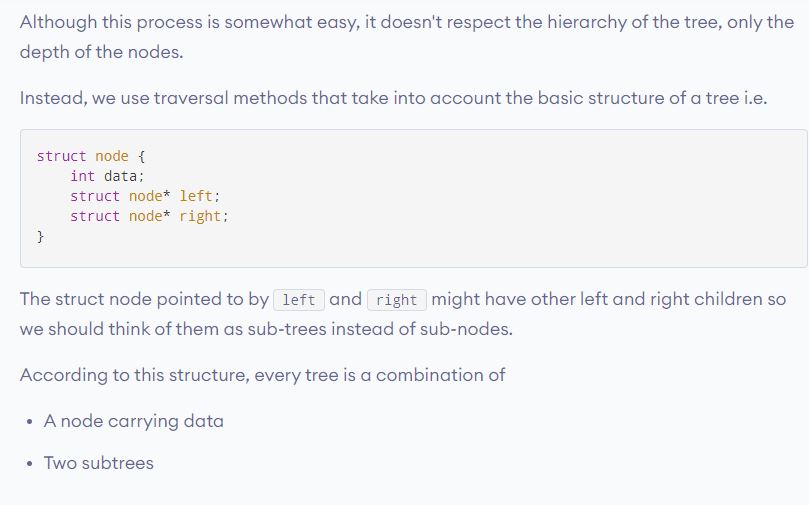 Although this process is somewhat easy, it doesn't respect the hierarchy of the tree, only the
depth of the nodes.
Instead, we use traversal methods that take into account the basic structure of a tree i.e.
struct node {
    int data;
    struct node* left;
    struct node* right;
}
The struct node pointed to by left and right might have other left and right children so
we should think of them as sub-trees instead of sub-nodes.
According to this structure, every tree is a combination of
• A node carrying data
• Two subtrees